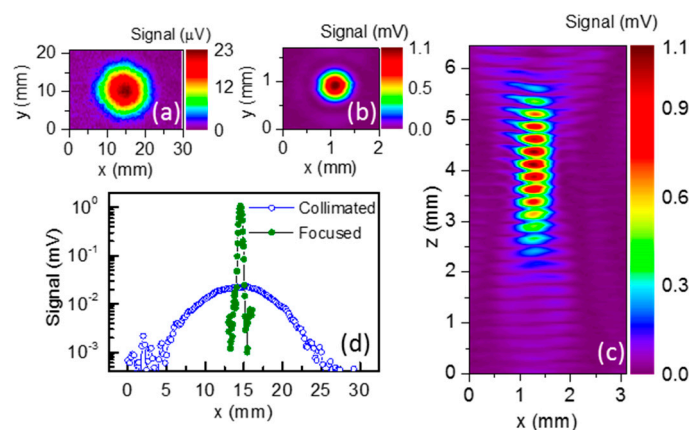 Signal (μV)
23
12
0
20
10
0
y (mm)
(a)
0 10 20 30
x (mm)
Signal (mV)
1.1
0.5
0.0
1
0
y (mm)
(b)
0 1 2
x (mm)
Signal (mV)
1.1
0.9
0.6
0.3
0.0
6
5
4
3
2
1
0
z (mm)
(c)
0 1 2 3
x (mm)
10⁰
10⁻¹
10⁻²
10⁻³
Signal (mV)
Collimated
Focused
(d)
0 5 10 15 20 25 30
x (mm)